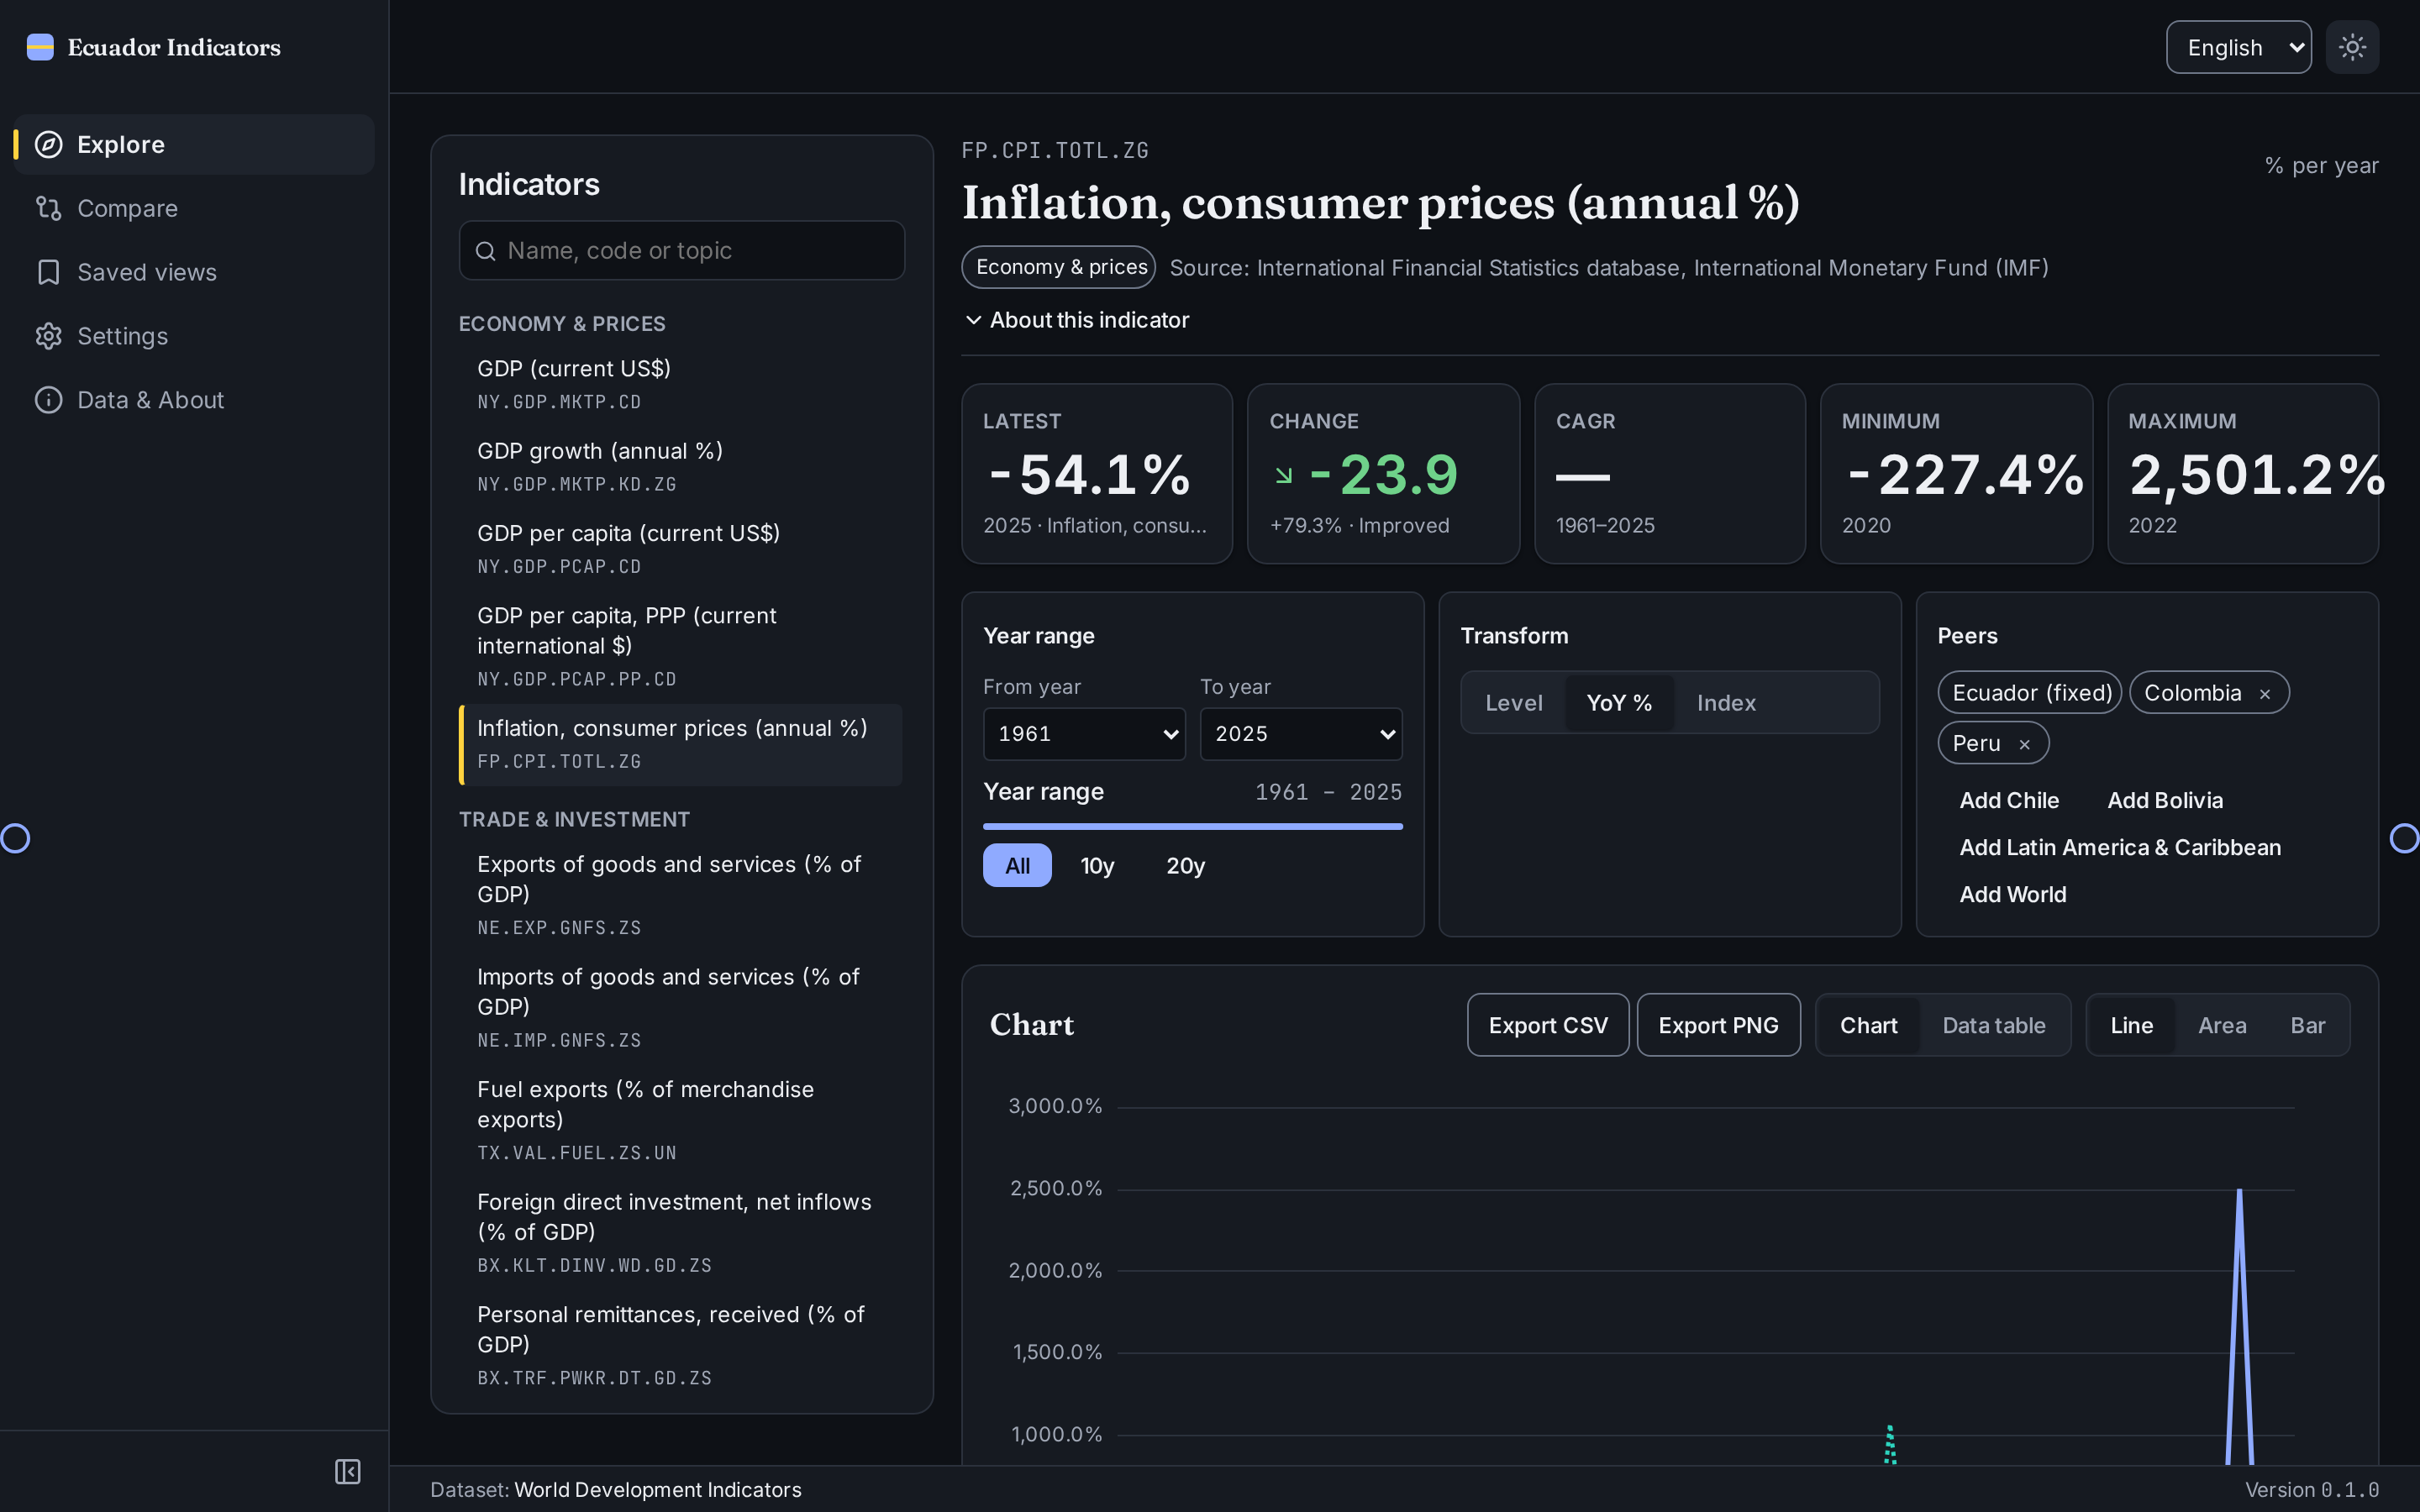 Ecuador Indicators
English
Explore
Compare
Saved views
Settings
Data & About
Indicators
Name, code or topic
ECONOMY & PRICES
GDP (current US$)
NY.GDP.MKTP.CD
GDP growth (annual %)
NY.GDP.MKTP.KD.ZG
GDP per capita (current US$)
NY.GDP.PCAP.CD
GDP per capita, PPP (current
international $)
NY.GDP.PCAP.PP.CD
Inflation, consumer prices (annual %)
FP.CPI.TOTL.ZG
TRADE & INVESTMENT
Exports of goods and services (% of
GDP)
NE.EXP.GNFS.ZS
Imports of goods and services (% of
GDP)
NE.IMP.GNFS.ZS
Fuel exports (% of merchandise
exports)
TX.VAL.FUEL.ZS.UN
Foreign direct investment, net inflows
(% of GDP)
BX.KLT.DINV.WD.GD.ZS
Personal remittances, received (% of
GDP)
BX.TRF.PWKR.DT.GD.ZS
FP.CPI.TOTL.ZG
% per year
Inflation, consumer prices (annual %)
Economy & prices Source: International Financial Statistics database, International Monetary Fund (IMF)
About this indicator
LATEST
-54.1%
2025 · Inflation, consu...
CHANGE
↘ -23.9
+79.3% · Improved
CAGR
—
1961–2025
MINIMUM
-227.4%
2020
MAXIMUM
2,501.2%
2022
Year range
From year To year
1961 2025
Year range 1961 – 2025
All 10y 20y
Transform
Level YoY % Index
Peers
Ecuador (fixed) Colombia ×
Peru ×
Add Chile Add Bolivia
Add Latin America & Caribbean
Add World
Chart
Export CSV Export PNG Chart Data table Line Area Bar
3,000.0%
2,500.0%
2,000.0%
1,500.0%
1,000.0%
Dataset: World Development Indicators
Version 0.1.0